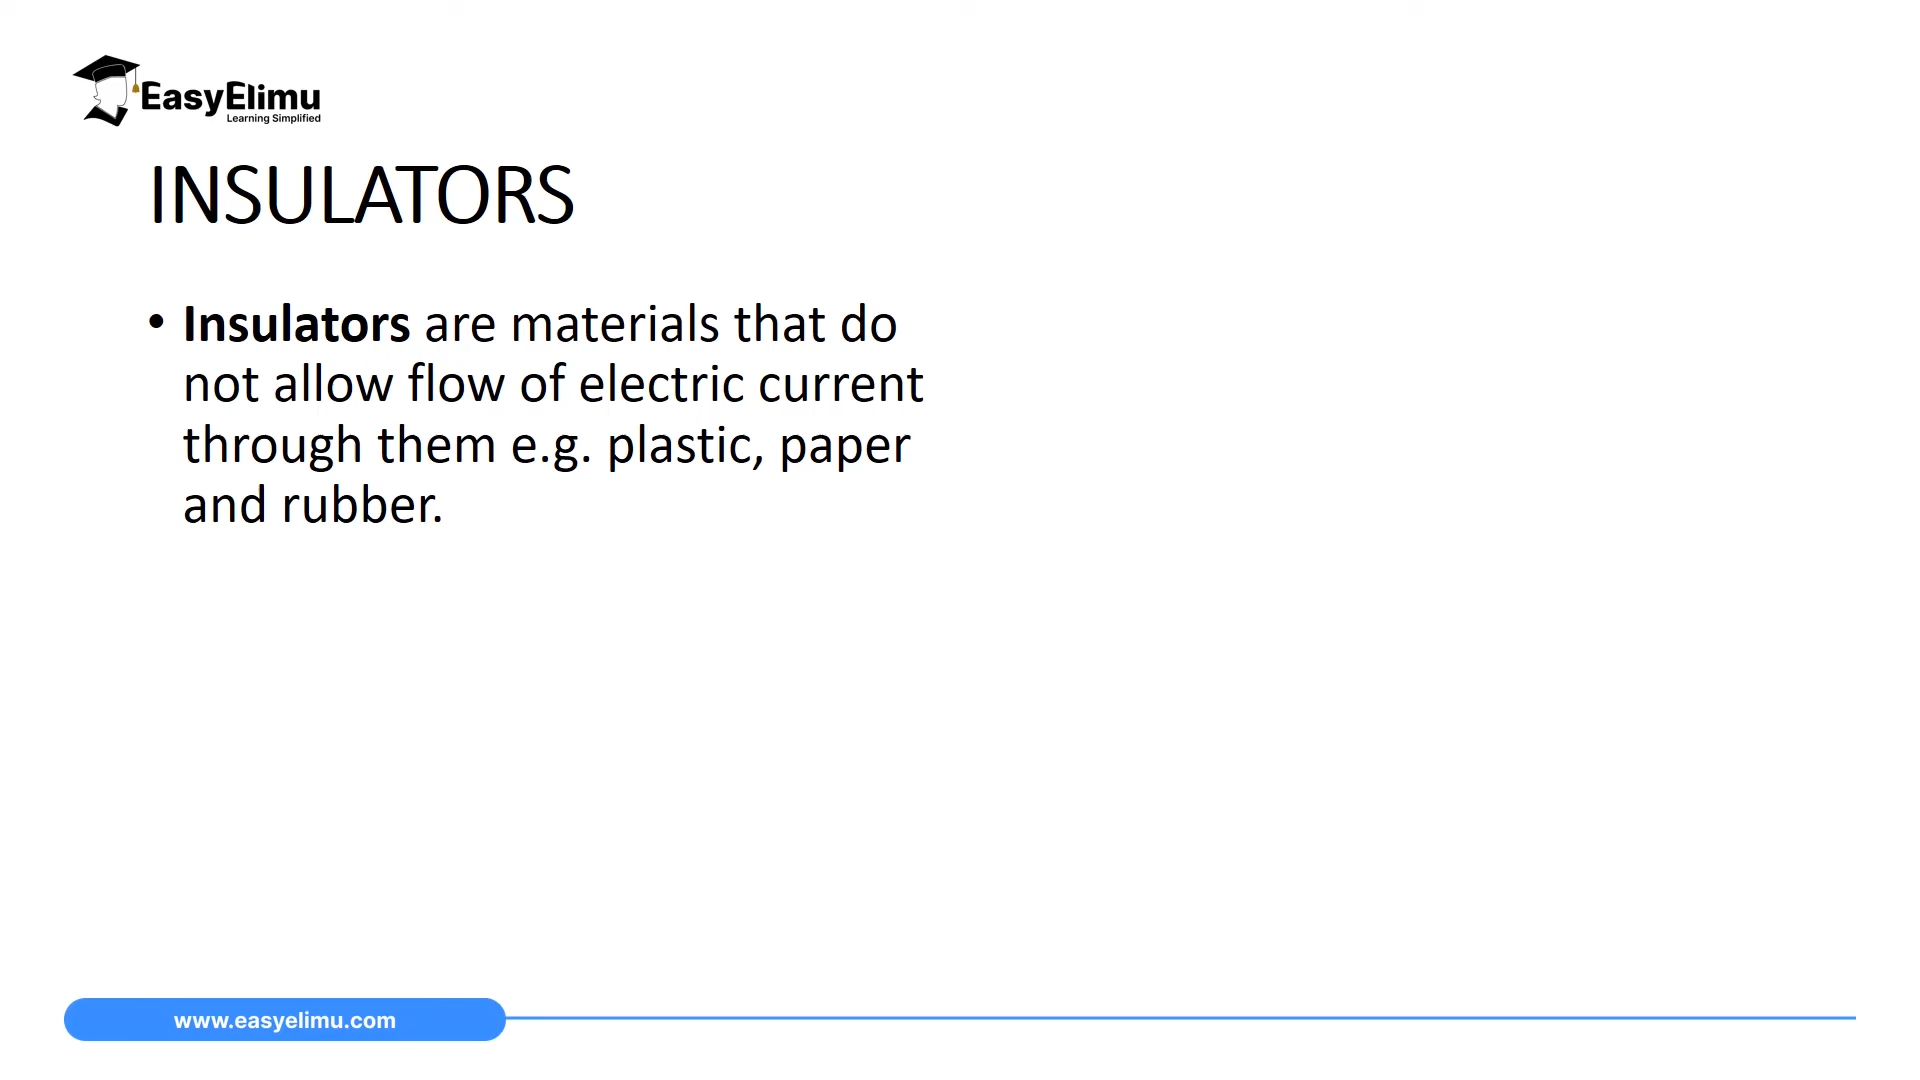 EasyElimu
Learning Simplified
INSULATORS
• Insulators are materials that do
not allow flow of electric current
through them e.g. plastic, paper
and rubber.
www.easyelimu.com